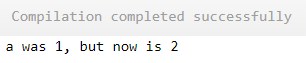 Compilation completed successfully
a was 1, but now is 2